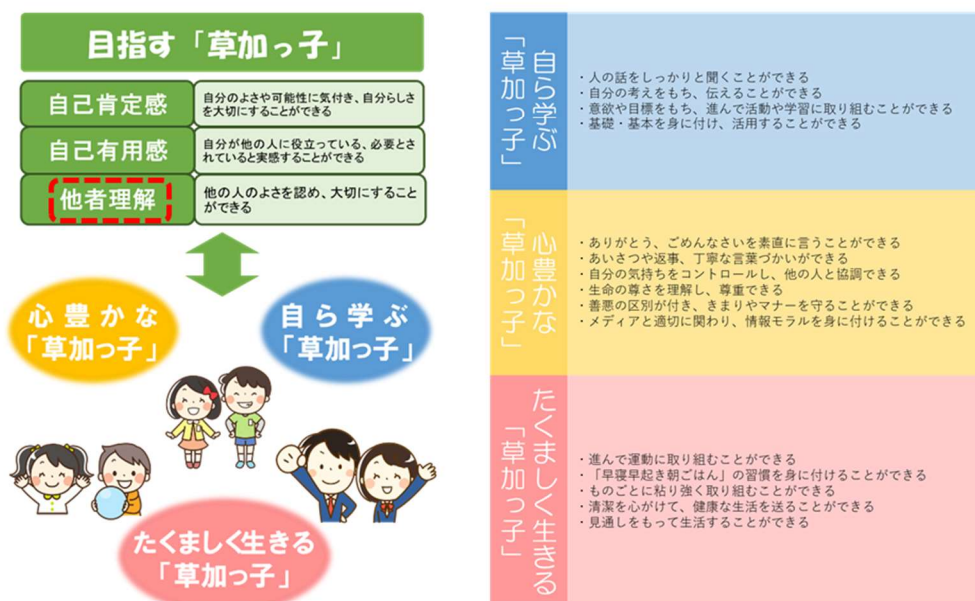 目指す「草加っ子」
自己肯定感
自分のよさや可能性に気付き、自分らしさ
を大切にすることができる
自己有用感
自分が他の人に役立っている、必要とさ
れていると実感することができる
他者理解
他の人のよさを認め、大切にすること
ができる
心豊かな
「草加っ子」
自ら学ぶ
「草加っ子」
たくましく生きる
「草加っ子」
自ら学ぶ
「草加っ子」
・人の話をしっかりと聞くことができる
・自分の考えをもち、伝えることができる
・意欲や目標をもち、進んで活動や学習に取り組むことができる
・基礎・基本を身に付け、活用することができる
心豊かな
「草加っ子」
・ありがとう、ごめんなさいを素直に言うことができる
・あいさつや返事、丁寧な言葉づかいができる
・自分の気持ちをコントロールし、他の人と協調できる
・生命の尊さを理解し、尊重できる
・善悪の区別が付き、きまりやマナーを守ることができる
・メディアと適切に関わり、情報モラルを身に付けることができる
たくましく生きる
「草加っ子」
・進んで運動に取り組むことができる
・「早寝早起き朝ごはん」の習慣を身に付けることができる
・ものごとに粘り強く取り組むことができる
・清潔を心がけて、健康な生活を送ることができる
・見通しをもって生活することができる